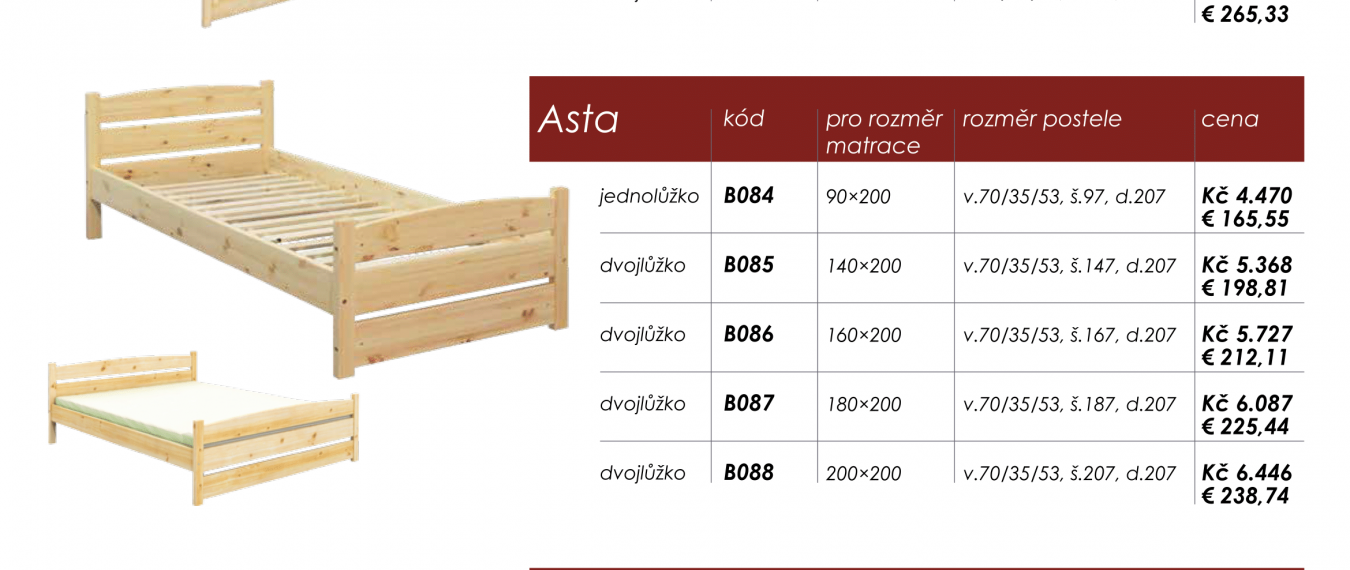 € 265,33
Asta kód pro rozměr matrace rozměr postele cena
jednolůžko B084 90×200 v.70/35/53, š.97, d.207 Kč 4.470
€ 165,55
dvojlůžko B085 140×200 v.70/35/53, š.147, d.207 Kč 5.368
€ 198,81
dvojlůžko B086 160×200 v.70/35/53, š.167, d.207 Kč 5.727
€ 212,11
dvojlůžko B087 180×200 v.70/35/53, š.187, d.207 Kč 6.087
€ 225,44
dvojlůžko B088 200×200 v.70/35/53, š.207, d.207 Kč 6.446
€ 238,74